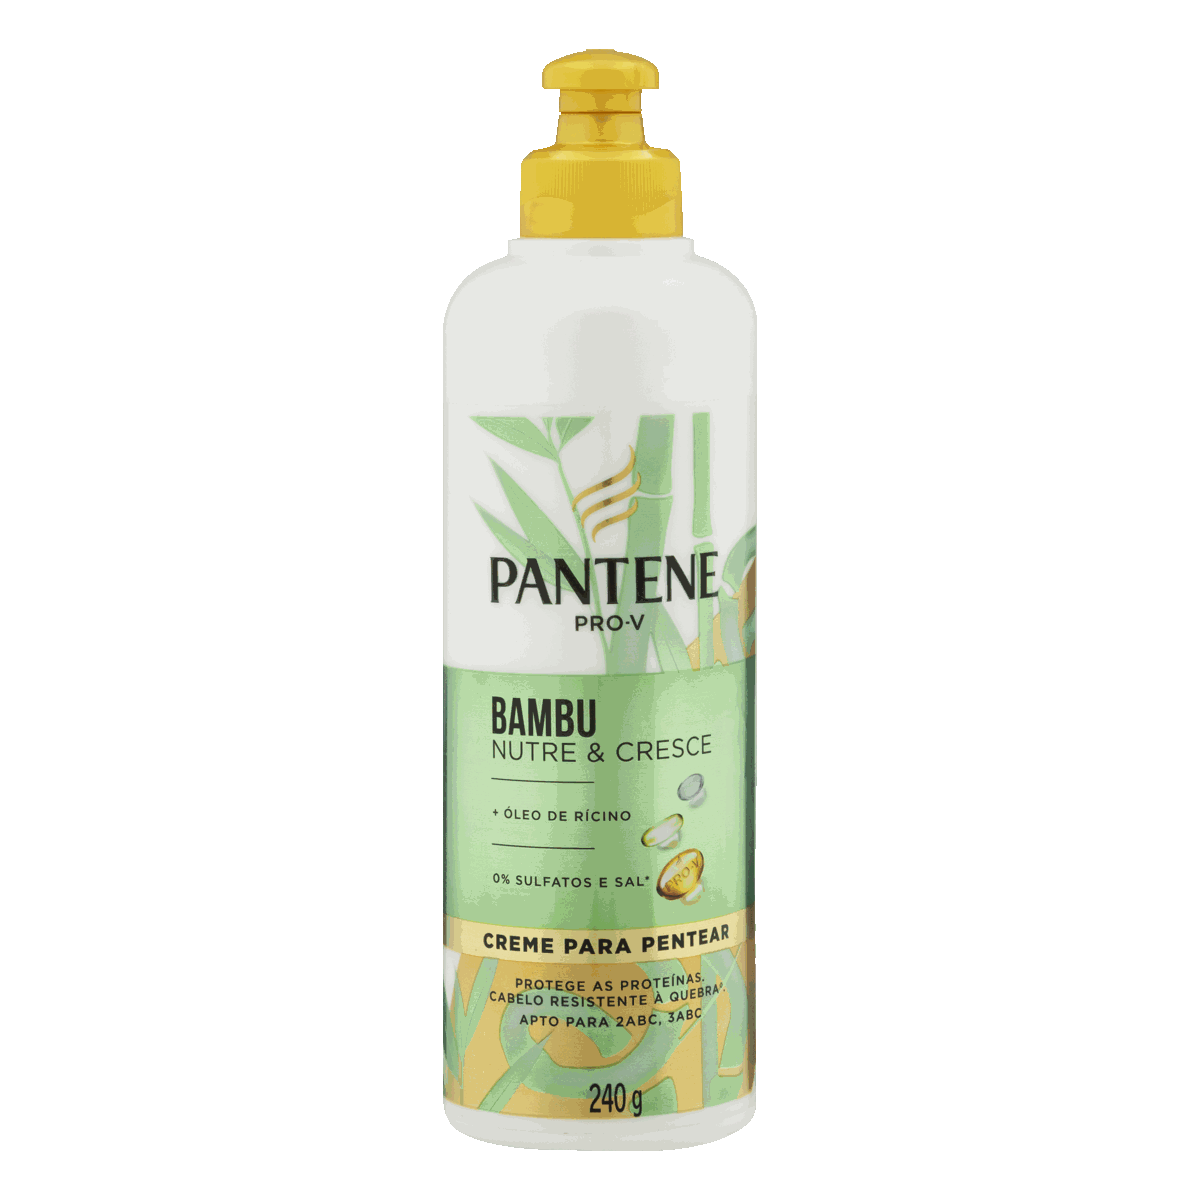 PANTENE
PRO-V
BAMBU
NUTRE & CRESCE
+ ÓLEO DE RÍCINO
0% SULFATOS E SAL*
PRO-V
CREME PARA PENTEAR
PROTEGE AS PROTEÍNAS.
CABELO RESISTENTE À QUEBRA°.
APTO PARA 2ABC, 3ABC
240 g